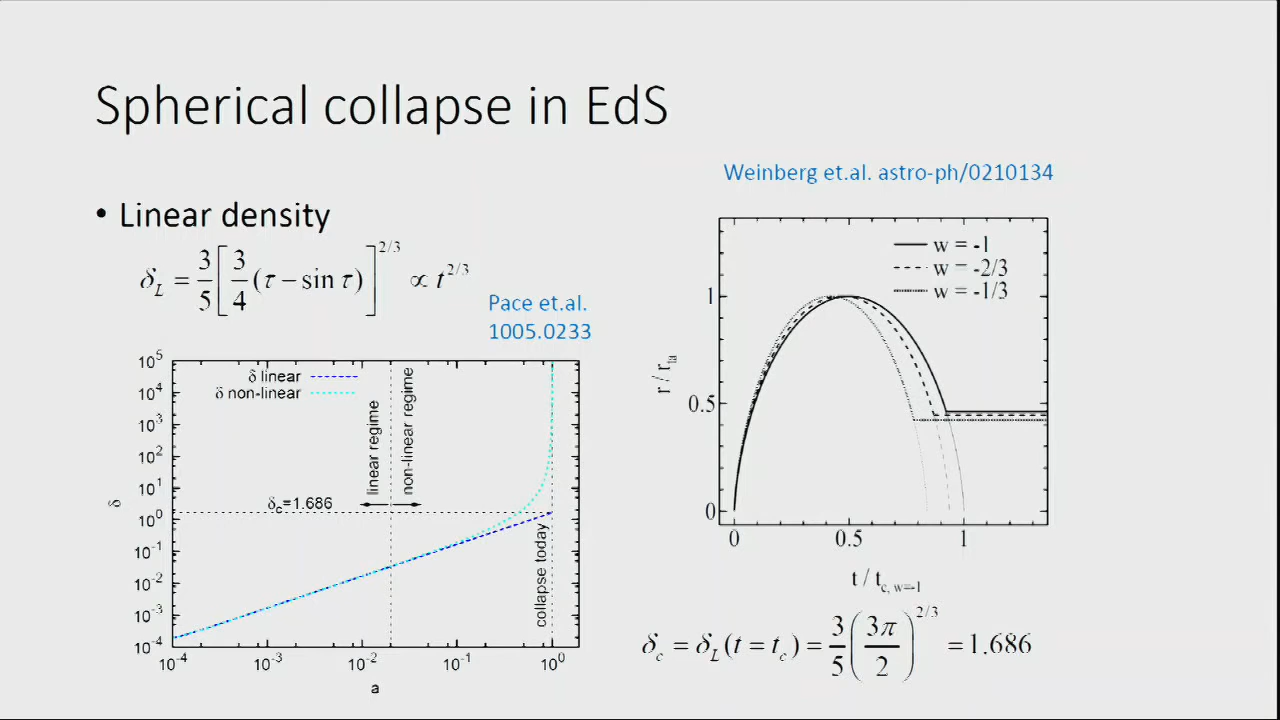 Spherical collapse in EdS
Weinberg et.al. astro-ph/0210134
• Linear density
δ_L = 3/5 [3/4 (τ − sin τ)]^{2/3} ∝ t^{2/3}
Pace et.al.
1005.0233
δ linear
δ non-linear
linear regime
non-linear regime
δc=1.686
collapse today
δ
10^5
10^4
10^3
10^2
10^1
10^0
10^-1
10^-2
10^-3
10^-4
10^-4 10^-3 10^-2 10^-1 10^0
a
w = -1
w = -2/3
w = -1/3
r / r_ta
1
0.5
0
0 0.5 1
t / t_c, w=-1
δ_c = δ_L (t = t_c) = 3/5 (3π/2)^{2/3} = 1.686